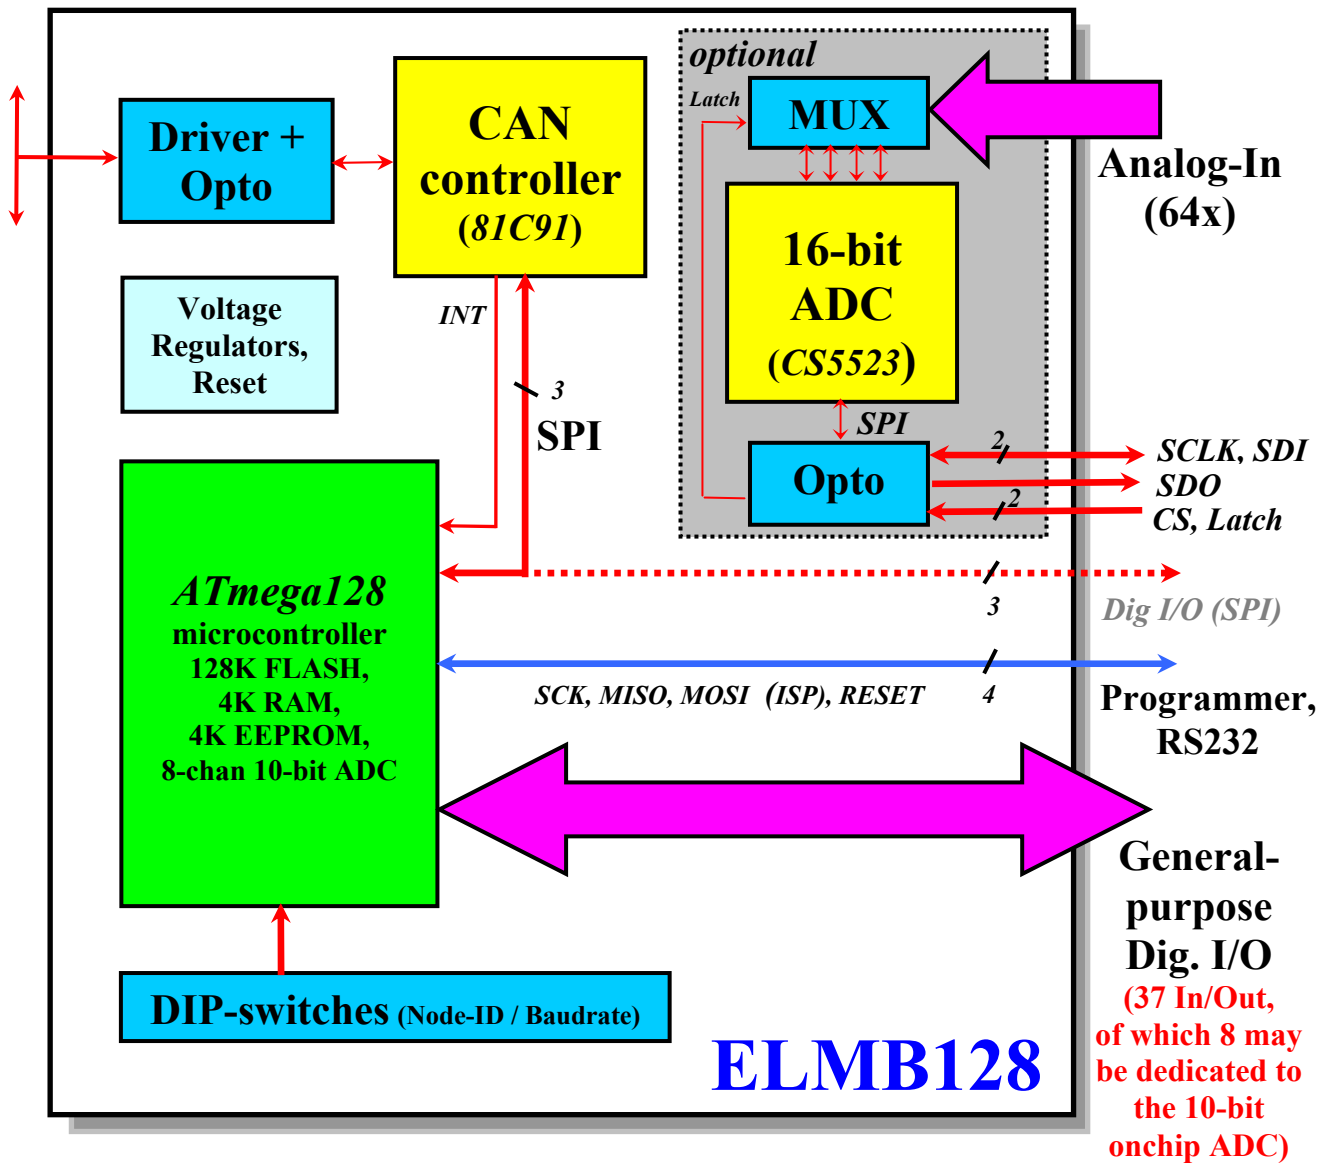 optional
Latch
MUX
Analog-In
(64x)
Driver +
Opto
CAN
controller
(81C91)
16-bit
ADC
(CS5523)
SPI
Opto
2
2
SCLK, SDI
SDO
CS, Latch
Voltage
Regulators,
Reset
INT
3
SPI
ATmega128
microcontroller
128K FLASH,
4K RAM,
4K EEPROM,
8-chan 10-bit ADC
3
Dig I/O (SPI)
SCK, MISO, MOSI (ISP), RESET
4
Programmer,
RS232
General-
purpose
Dig. I/O
(37 In/Out,
of which 8 may
be dedicated to
the 10-bit
onchip ADC)
DIP-switches (Node-ID / Baudrate)
ELMB128